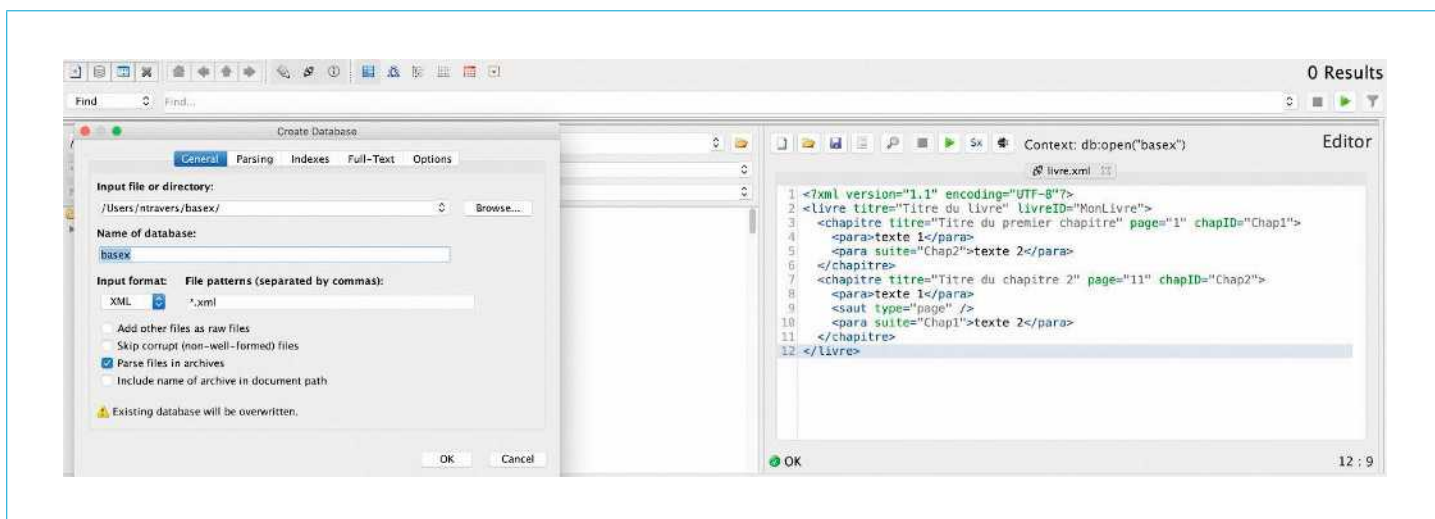 0 Results
Find Find...
Create Database
General Parsing Indexes Full-Text Options
Input file or directory:
/Users/ntravers/basex/ Browse...
Name of database:
basex
Input format: File patterns (separated by commas):
XML *.xml
Add other files as raw files
Skip corrupt (non-well-formed) files
Parse files in archives
Include name of archive in document path
Existing database will be overwritten.
OK Cancel
Context: db:open("basex") Editor
livre.xml
1 <?xml version="1.1" encoding="UTF-8"?>
2 <livre titre="Titre du livre" livreID="MonLivre">
3 <chapitre titre="Titre du premier chapitre" page="1" chapID="Chap1">
4 <para>texte 1</para>
5 <para suite="Chap2">texte 2</para>
6 </chapitre>
7 <chapitre titre="Titre du chapitre 2" page="11" chapID="Chap2">
8 <para>texte 1</para>
9 <saut type="page" />
10 <para suite="Chap1">texte 2</para>
11 </chapitre>
12 </livre>
OK 12 : 9